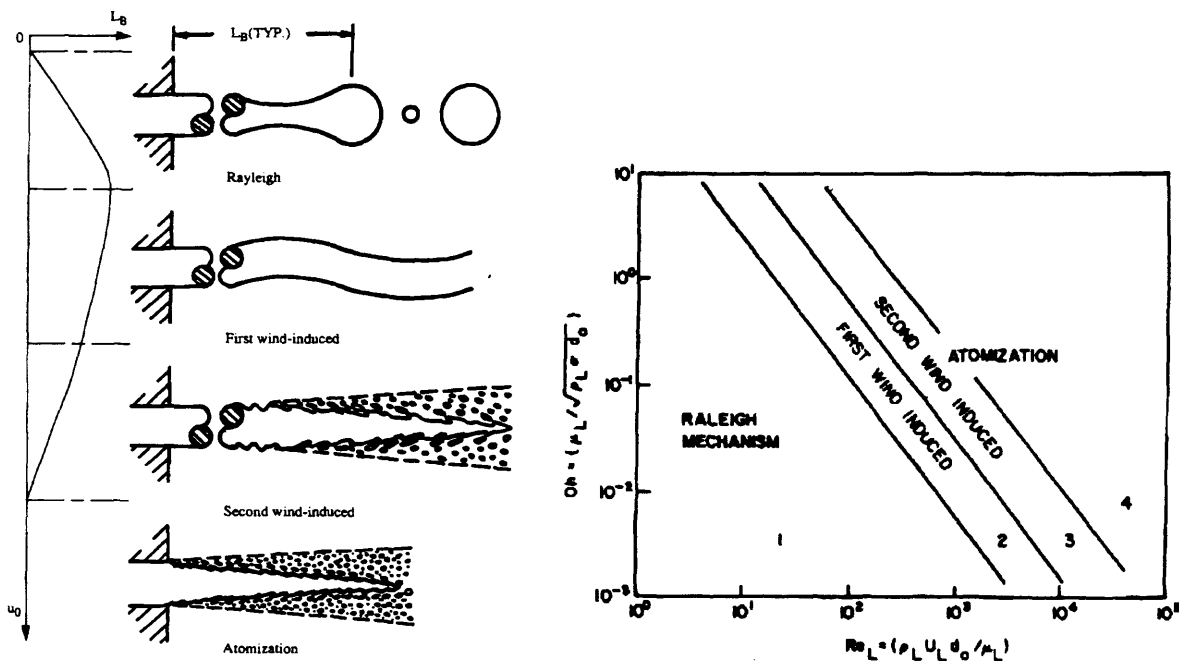 L_B
0
L_B(TYP.)
Rayleigh
First wind-induced
Second wind-induced
u_0
Atomization
10^1
10^0
10^-1
10^-2
10^-3
Oh = (μ_L / √ρ_L σ d_o)
SECOND WIND INDUCED
FIRST WIND INDUCED
ATOMIZATION
RALEIGH
MECHANISM
1
2
3
4
10^0
10^1
10^2
10^3
10^4
10^5
Re_L = (ρ_L U_L d_o / μ_L)